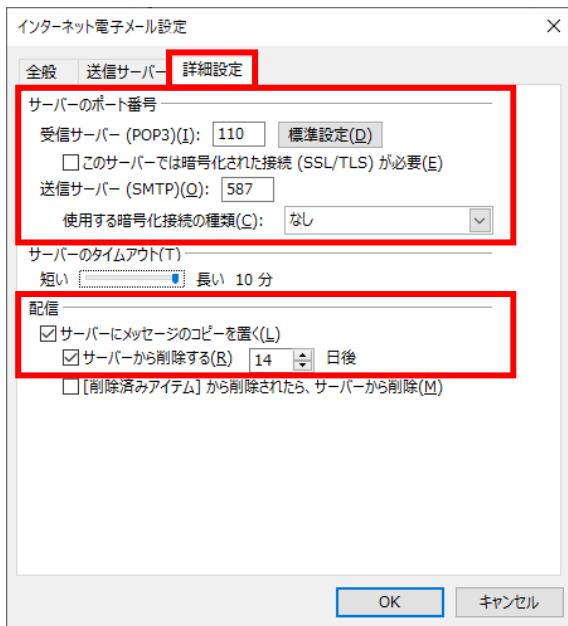 インターネット電子メール設定
全般 送信サーバー 詳細設定
サーバーのポート番号
受信サーバー (POP3)(I): 110 標準設定(D)
このサーバーでは暗号化された接続 (SSL/TLS) が必要(E)
送信サーバー (SMTP)(O): 587
使用する暗号化接続の種類(C): なし
サーバーのタイムアウト(T)
短い 長い 10 分
配信
サーバーにメッセージのコピーを置く(L)
サーバーから削除する(R) 14 日後
[削除済みアイテム] から削除されたら、サーバーから削除(M)
OK キャンセル